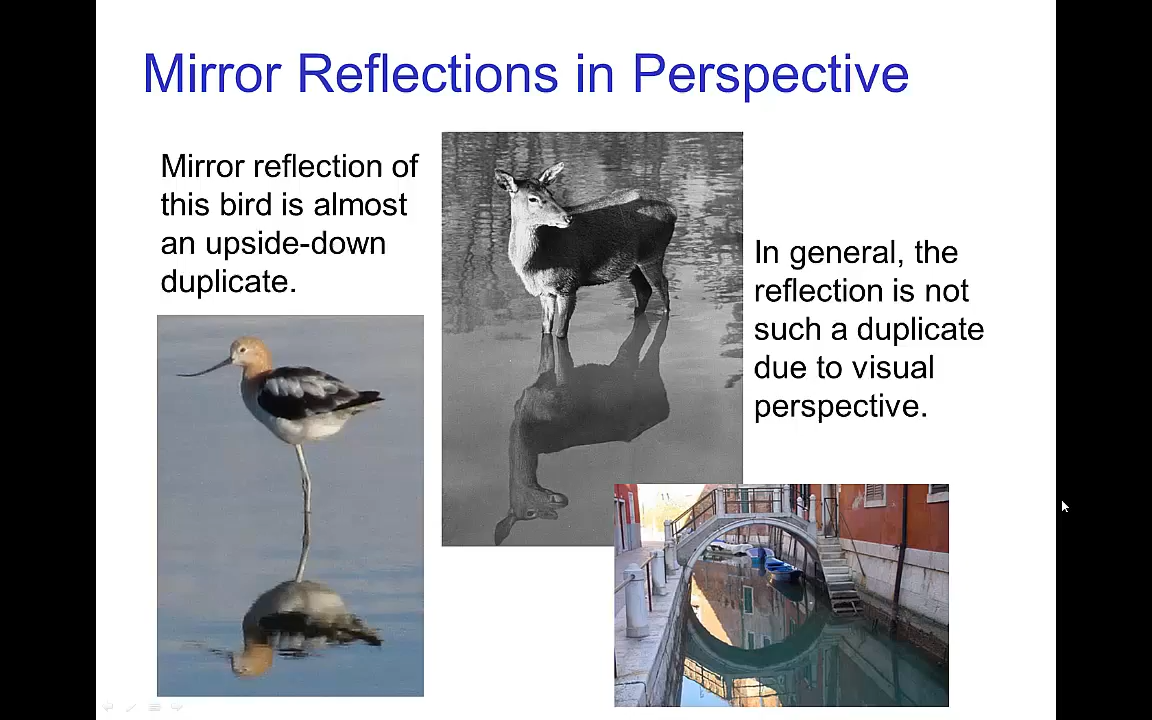 Mirror Reflections in Perspective
Mirror reflection of
this bird is almost
an upside-down
duplicate.
In general, the
reflection is not
such a duplicate
due to visual
perspective.